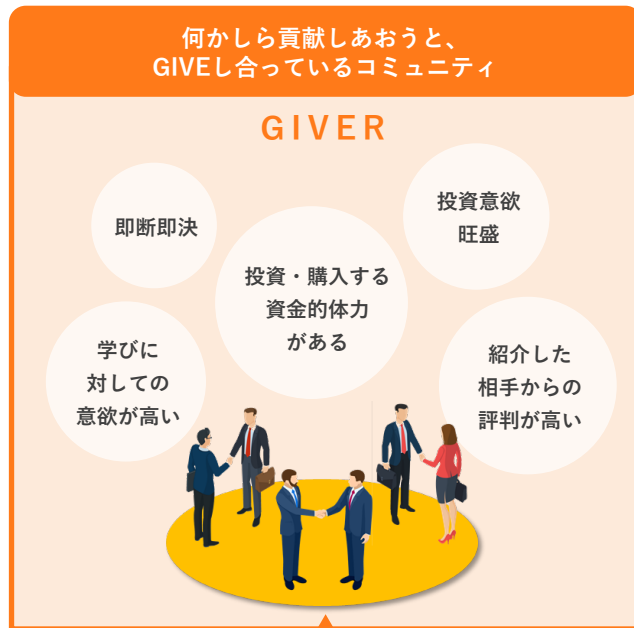 何かしら貢献しあおうと、
GIVEし合っているコミュニティ
GIVER
即断即決
投資意欲
旺盛
投資・購入する
資金的体力
がある
学びに
対しての
意欲が高い
紹介した
相手からの
評判が高い